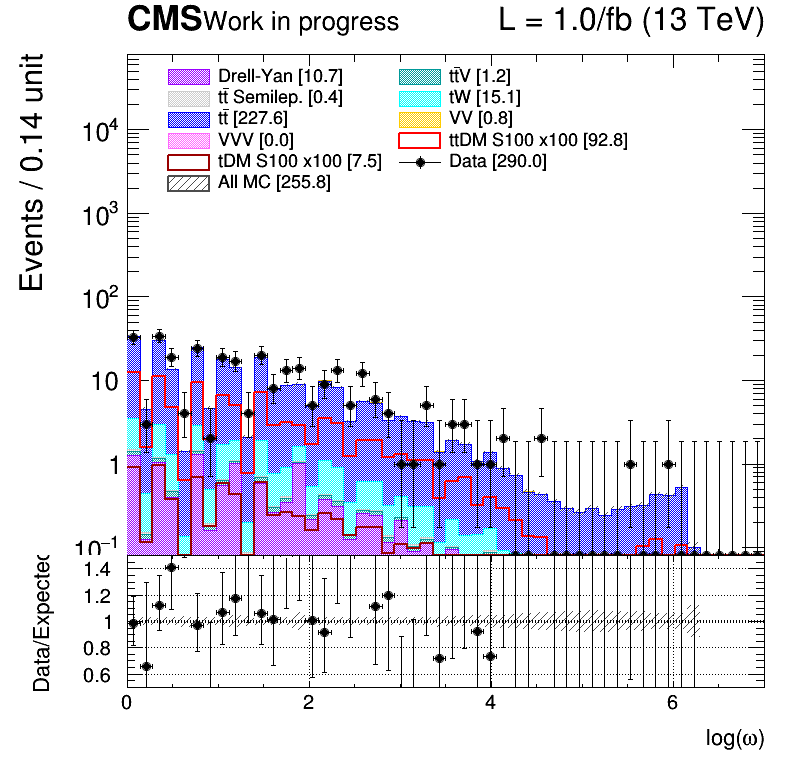 CMS Work in progress L = 1.0/fb (13 TeV)
Events / 0.14 unit
Drell-Yan [10.7] tt̄V [1.2]
tt̄ Semilep. [0.4] tW [15.1]
tt̄ [227.6] VV [0.8]
VVV [0.0] ttDM S100 x100 [92.8]
tDM S100 x100 [7.5] Data [290.0]
All MC [255.8]
10⁴
10³
10²
10
1
10⁻¹
Data/Expected
1.4
1.2
1
0.8
0.6
0 2 4 6
log(ω)